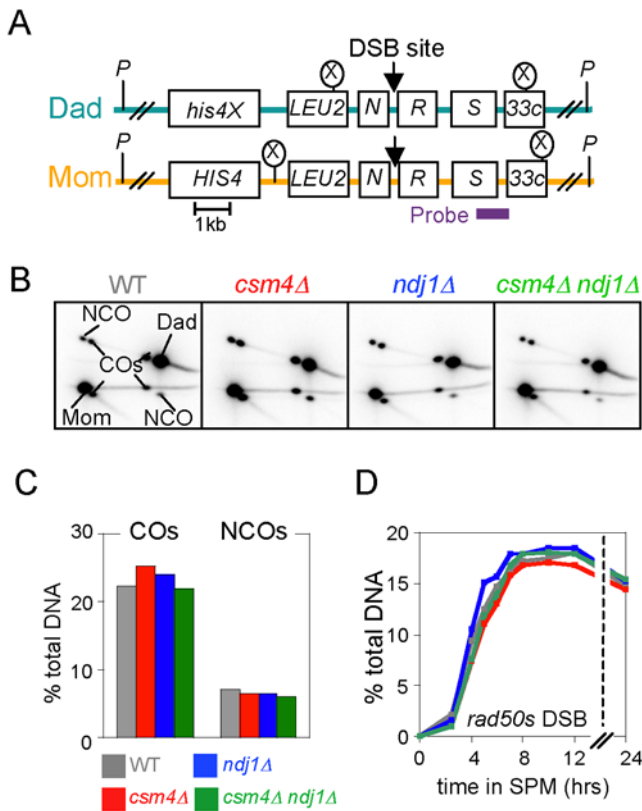 A
DSB site
P X X P
Dad his4X LEU2 N R S 33c
P X X P
Mom HIS4 LEU2 N R S 33c
1kb Probe
B
WT csm4Δ ndj1Δ csm4Δ ndj1Δ
NCO Dad
COs
Mom NCO
C
30
20
10
0
% total DNA
COs NCOs
WT ndj1Δ
csm4Δ csm4Δ ndj1Δ
D
20
15
10
5
0
% total DNA
rad50s DSB
0 4 8 12 24
time in SPM (hrs)